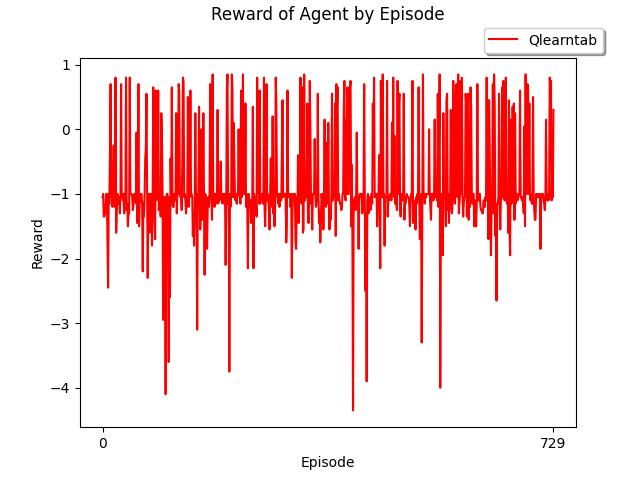 Reward of Agent by Episode
Qlearntab
1
0
−1
−2
−3
−4
Reward
0
729
Episode